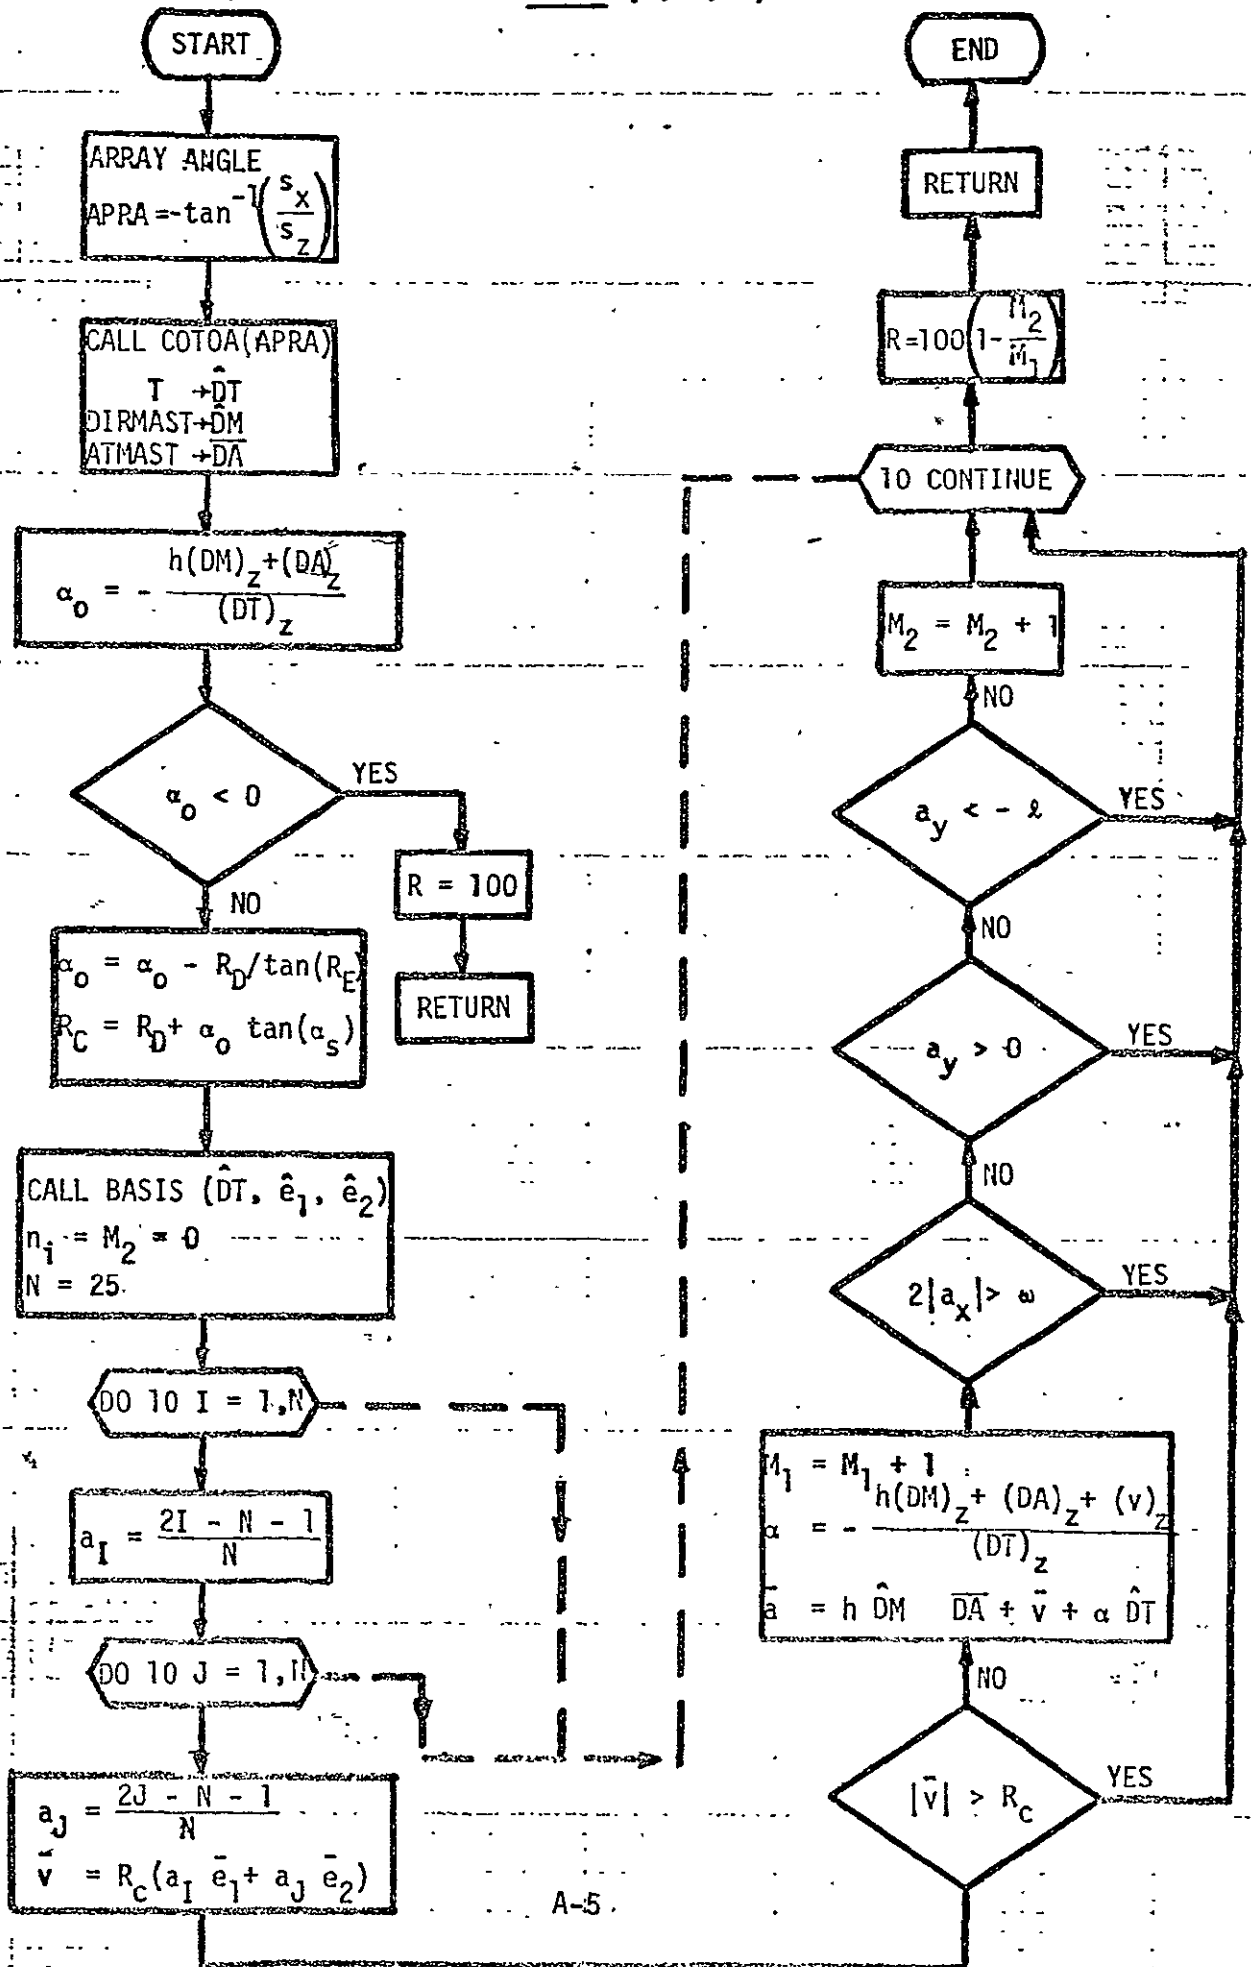 START
ARRAY ANGLE
APRA = -tan⁻¹(s_x / s_z)
CALL COTOA(APRA)
T → D̂T
DIRMAST → D̂M
ATMAST → D̅A̅
α_o = - (h(DM)_z + (DA)_z) / (DT)_z
α_o < 0
YES
R = 100
RETURN
NO
α_o = α_o - R_D/tan(R_E)
R_C = R_D + α_o tan(α_s)
CALL BASIS (D̂T, ê_1, ê_2)
n_i = M_2 = 0
N = 25
DO 10 I = 1,N
a_I = (2I - N - 1) / N
DO 10 J = 1,N
a_J = (2J - N - 1) / N
v̄ = R_c(a_I ē_1 + a_J ē_2)
|v̄| > R_c
YES
NO
M_1 = M_1 + 1
α = - (h(DM)_z + (DA)_z + (v)_z) / (DT)_z
ā = h D̂M D̅A̅ + v̄ + α D̂T
2|a_x| > ω
YES
NO
a_y > 0
YES
NO
a_y < - ℓ
YES
NO
M_2 = M_2 + 1
10 CONTINUE
R = 100(1 - M_2 / M_1)
RETURN
END
A-5